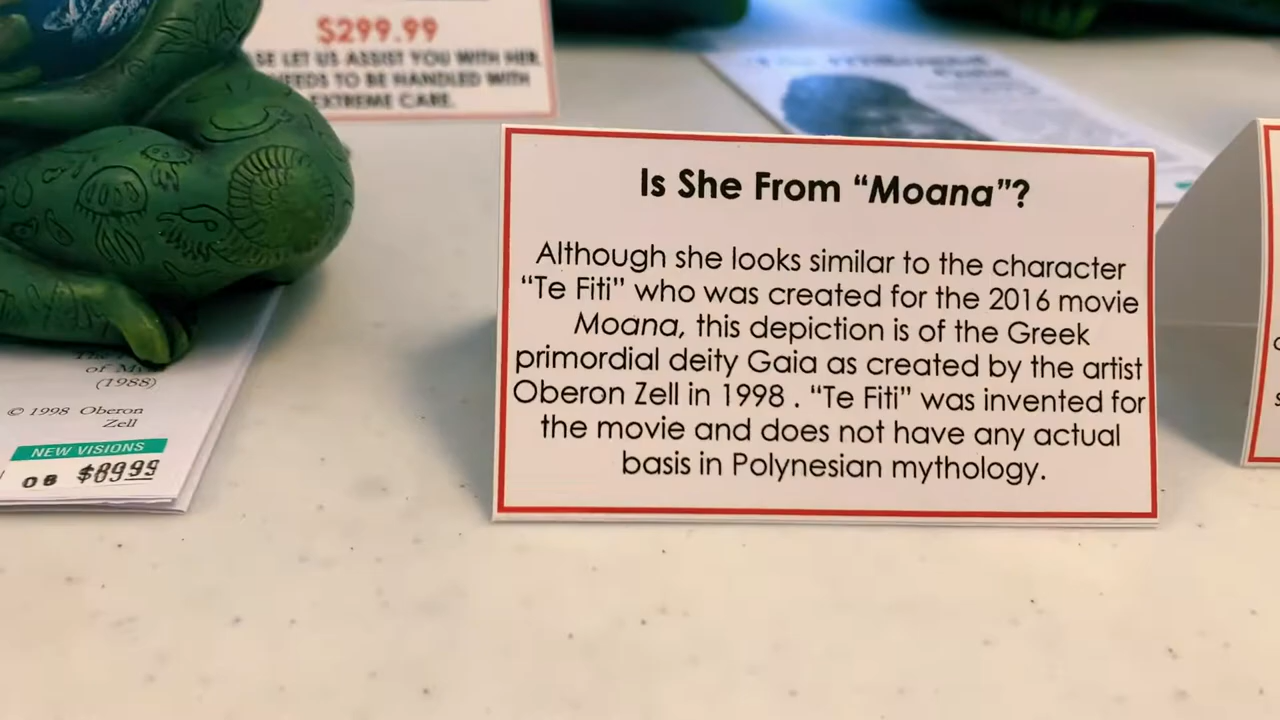 $299.99
SE LET US ASSIST YOU WITH HER.
NEEDS TO BE HANDLED WITH
EXTREME CARE.
Is She From “Moana”?
Although she looks similar to the character
“Te Fiti” who was created for the 2016 movie
Moana, this depiction is of the Greek
primordial deity Gaia as created by the artist
Oberon Zell in 1998 . “Te Fiti” was invented for
the movie and does not have any actual
basis in Polynesian mythology.
of
(1988)
© 1998 Oberon
Zell
NEW VISIONS
08 $89.99